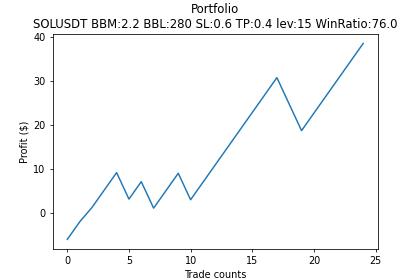 Portfolio
SOLUSDT BBM:2.2 BBL:280 SL:0.6 TP:0.4 lev:15 WinRatio:76.0
40
30
20
10
0
Profit ($)
0 5 10 15 20 25
Trade counts